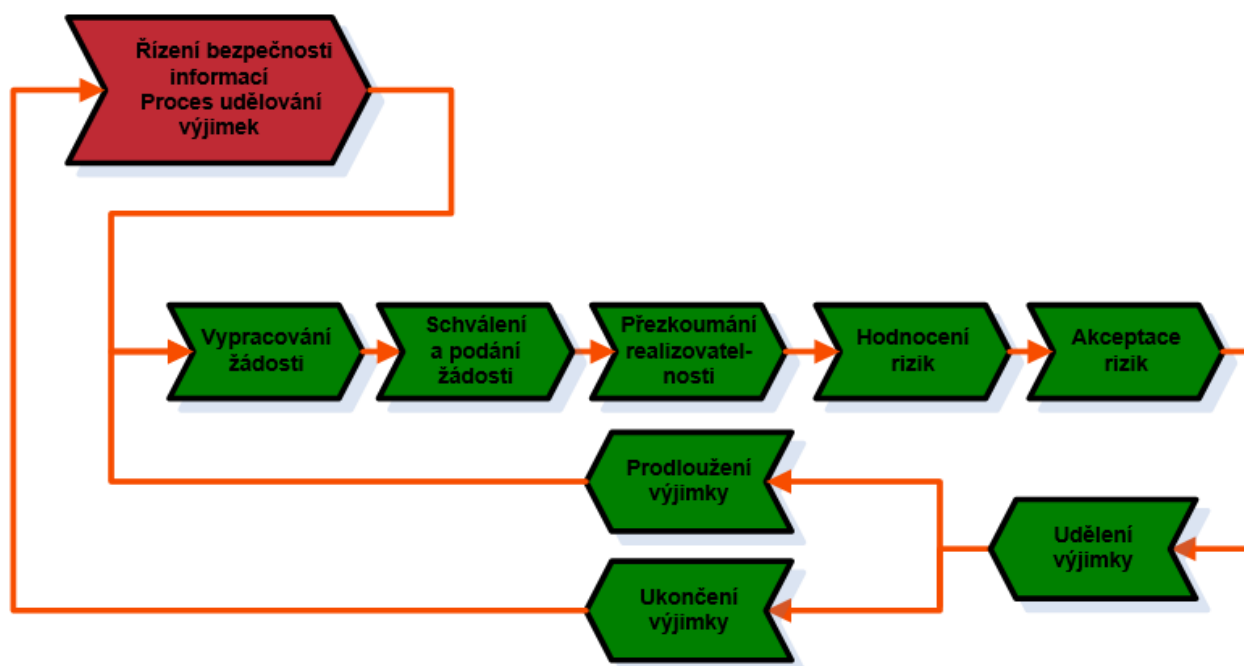 Řízení bezpečnosti
informací
Proces udělování
výjimek
Vypracování
žádosti
Schválení
a podání
žádosti
Přezkoumání
realizovatel-
nosti
Hodnocení
rizik
Akceptace
rizik
Prodloužení
výjimky
Udělení
výjimky
Ukončení
výjimky